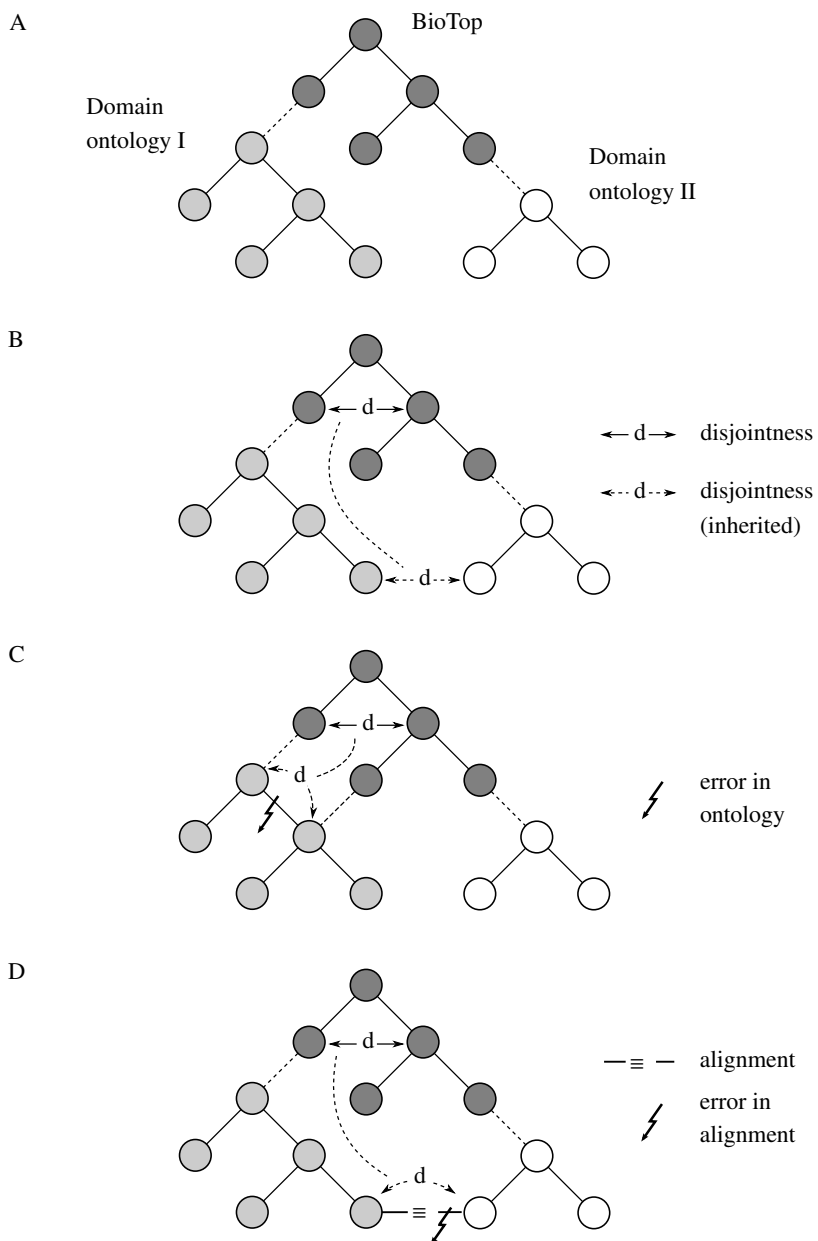 A
BioTop
Domain
ontology I
Domain
ontology II
B
d
d disjointness
d disjointness
(inherited)
d
C
d
d
error in
ontology
D
d
≡ alignment
error in
alignment
d
≡